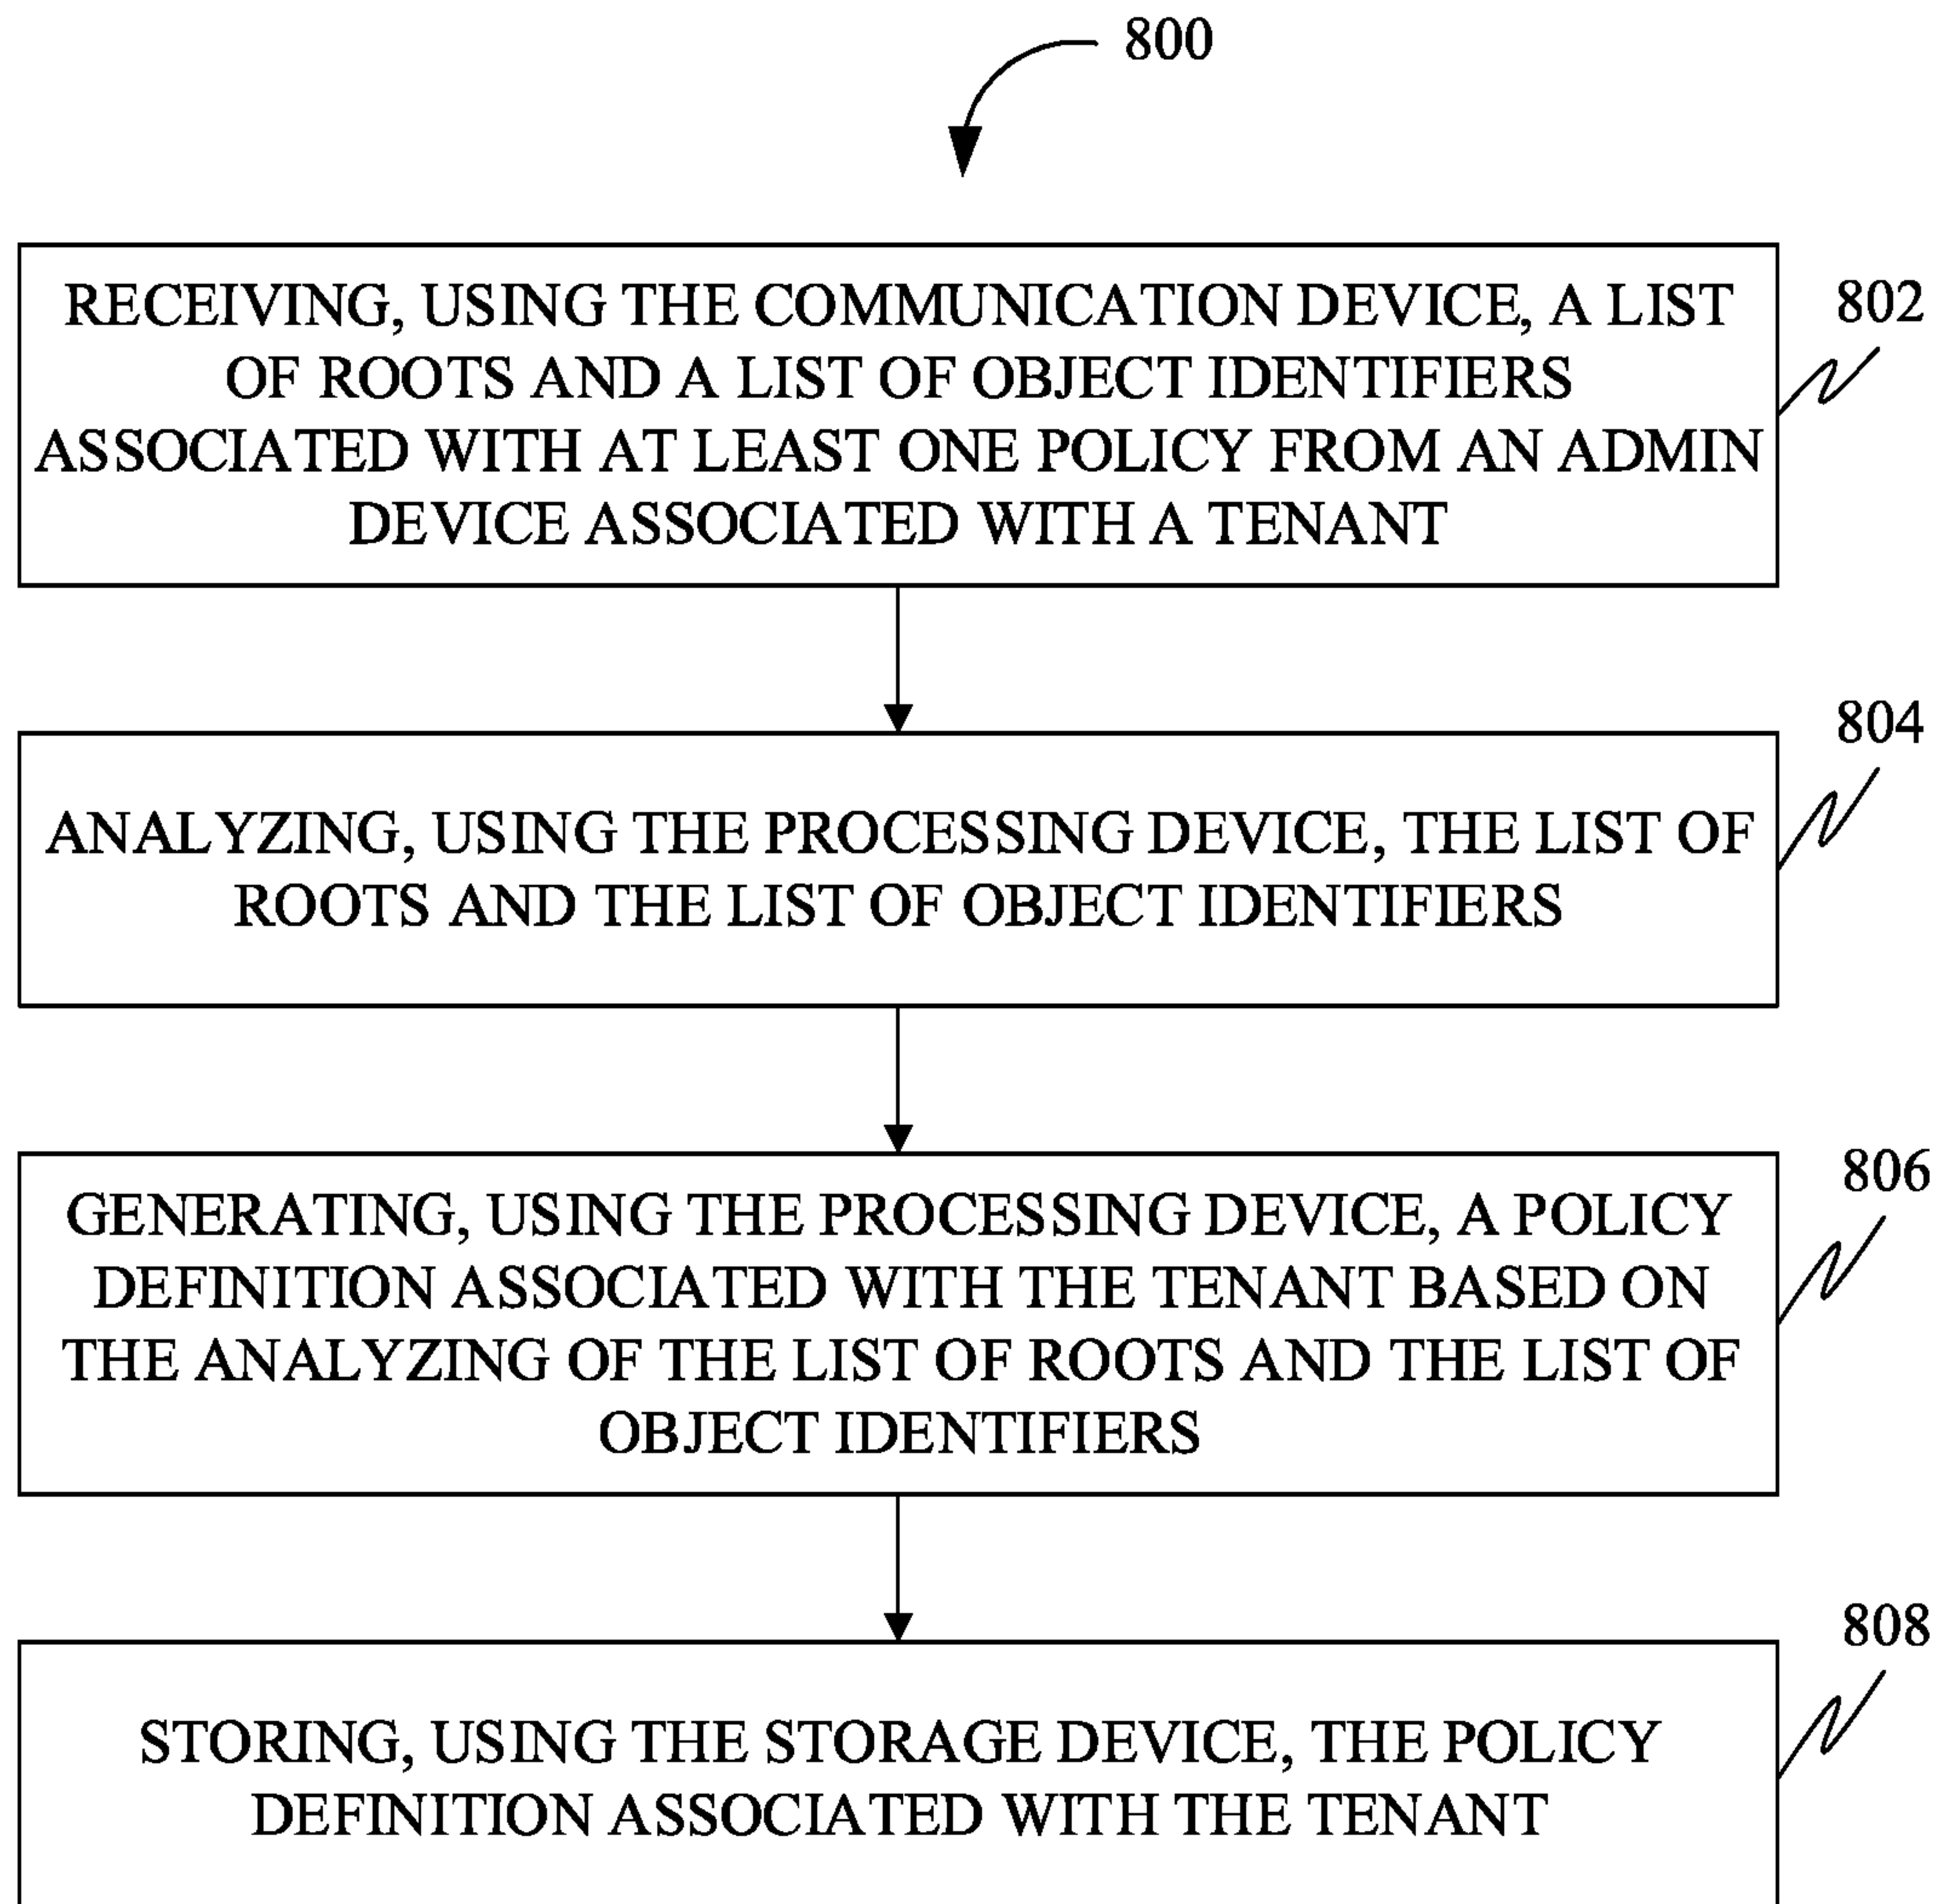 800
RECEIVING, USING THE COMMUNICATION DEVICE, A LIST
OF ROOTS AND A LIST OF OBJECT IDENTIFIERS
ASSOCIATED WITH AT LEAST ONE POLICY FROM AN ADMIN
DEVICE ASSOCIATED WITH A TENANT
802
ANALYZING, USING THE PROCESSING DEVICE, THE LIST OF
ROOTS AND THE LIST OF OBJECT IDENTIFIERS
804
GENERATING, USING THE PROCESSING DEVICE, A POLICY
DEFINITION ASSOCIATED WITH THE TENANT BASED ON
THE ANALYZING OF THE LIST OF ROOTS AND THE LIST OF
OBJECT IDENTIFIERS
806
STORING, USING THE STORAGE DEVICE, THE POLICY
DEFINITION ASSOCIATED WITH THE TENANT
808